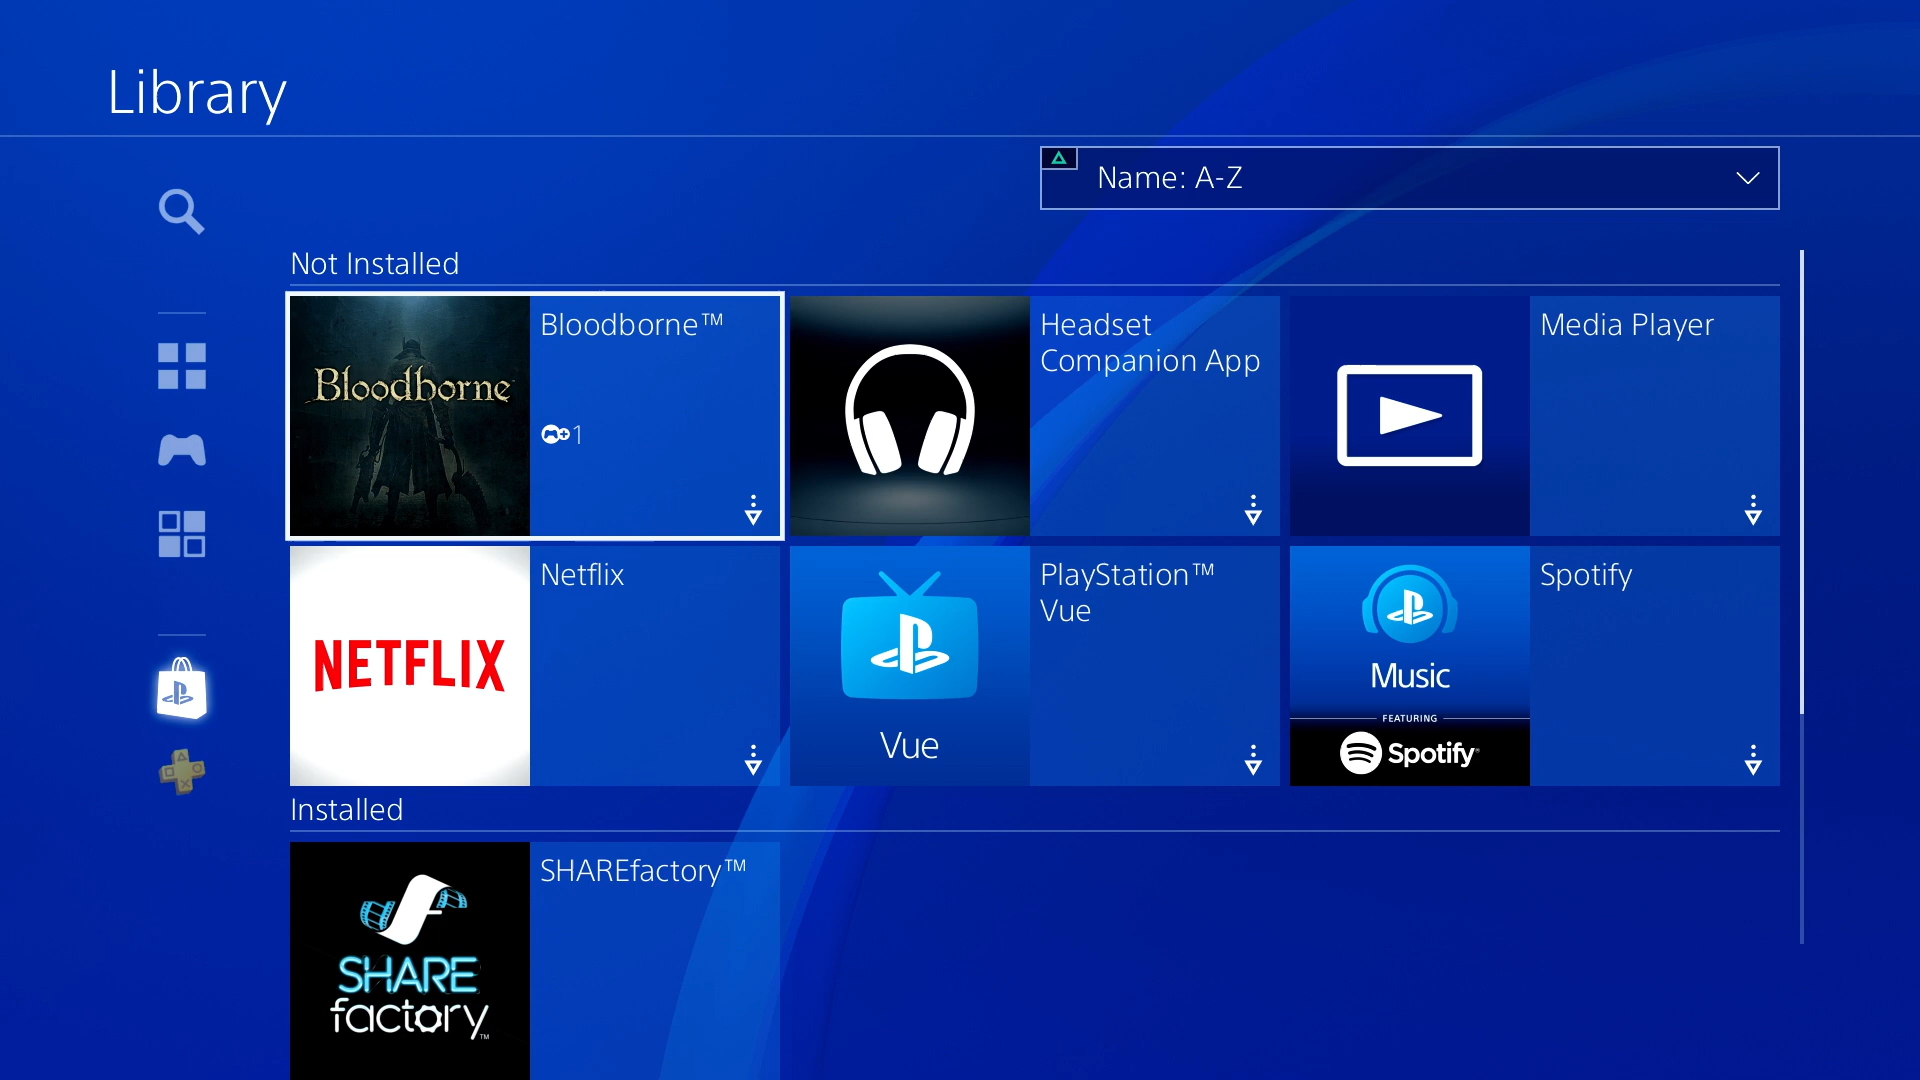 Library
Name: A-Z
Not Installed
Bloodborne
Bloodborne™
1
Headset
Companion App
Media Player
NETFLIX
Netflix
Vue
PlayStation™
Vue
Music
FEATURING
Spotify
Spotify
Installed
SHARE
factory™
SHAREfactory™